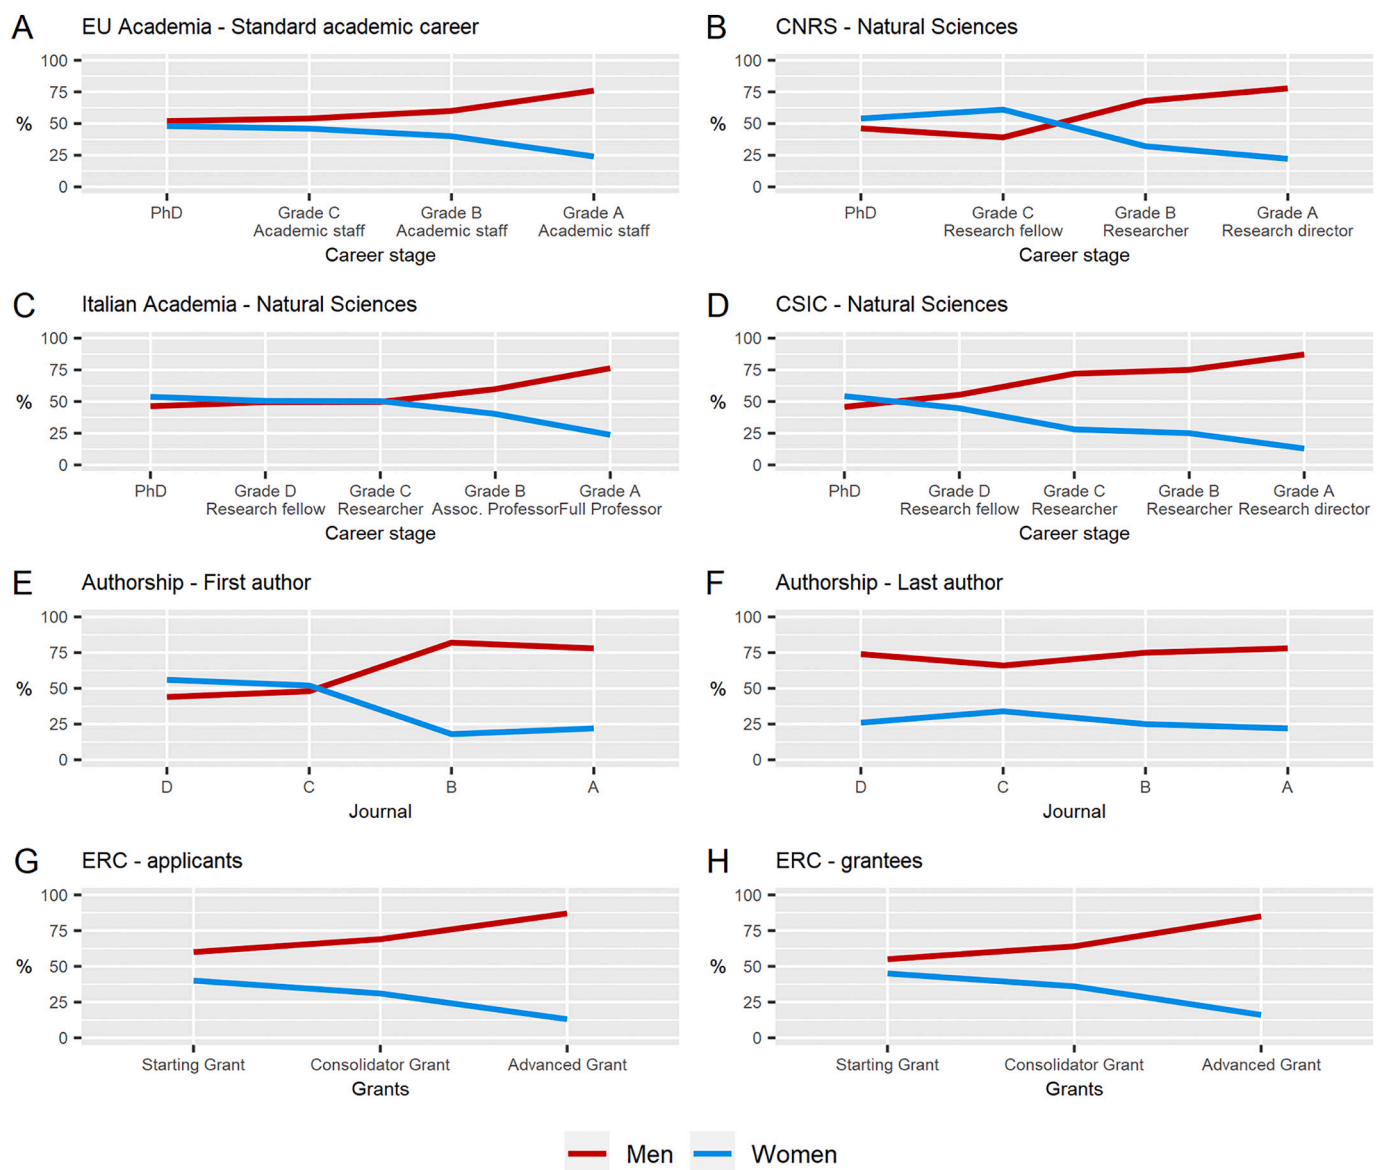 A EU Academia - Standard academic career
100
75
50
25
0
%
PhD Grade C Grade B Grade A
Academic staff Academic staff Academic staff
Career stage
B CNRS - Natural Sciences
100
75
50
25
0
%
PhD Grade C Grade B Grade A
Research fellow Researcher Research director
Career stage
C Italian Academia - Natural Sciences
100
75
50
25
0
%
PhD Grade D Grade C Grade B Grade A
Research fellow Researcher Assoc. Professor Full Professor
Career stage
D CSIC - Natural Sciences
100
75
50
25
0
%
PhD Grade D Grade C Grade B Grade A
Research fellow Researcher Researcher Research director
Career stage
E Authorship - First author
100
75
50
25
0
%
D C B A
Journal
F Authorship - Last author
100
75
50
25
0
%
D C B A
Journal
G ERC - applicants
100
75
50
25
0
%
Starting Grant Consolidator Grant Advanced Grant
Grants
H ERC - grantees
100
75
50
25
0
%
Starting Grant Consolidator Grant Advanced Grant
Grants
Men Women